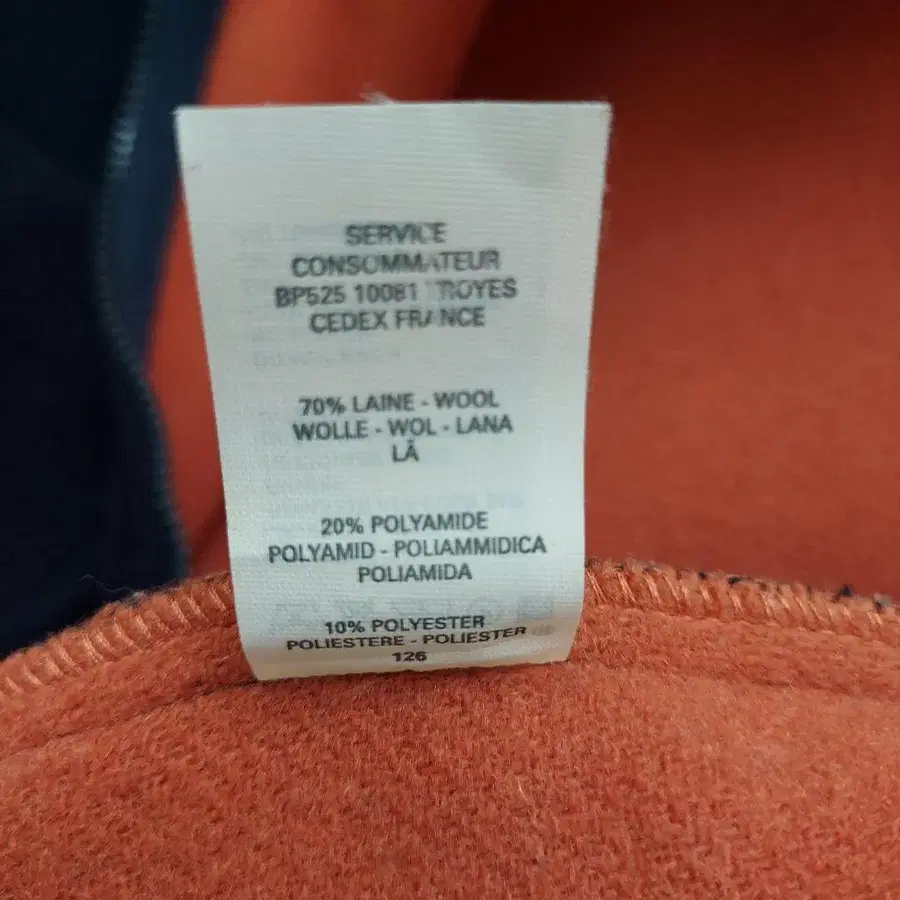 SERVICE
CONSOMMATEUR
BP525 10081 TROYES
CEDEX FRANCE
70% LAINE - WOOL
WOLLE - WOL - LANA
LÃ
20% POLYAMIDE
POLYAMID - POLIAMMIDICA
POLIAMIDA
10% POLYESTER
POLIESTERE - POLIESTER
126